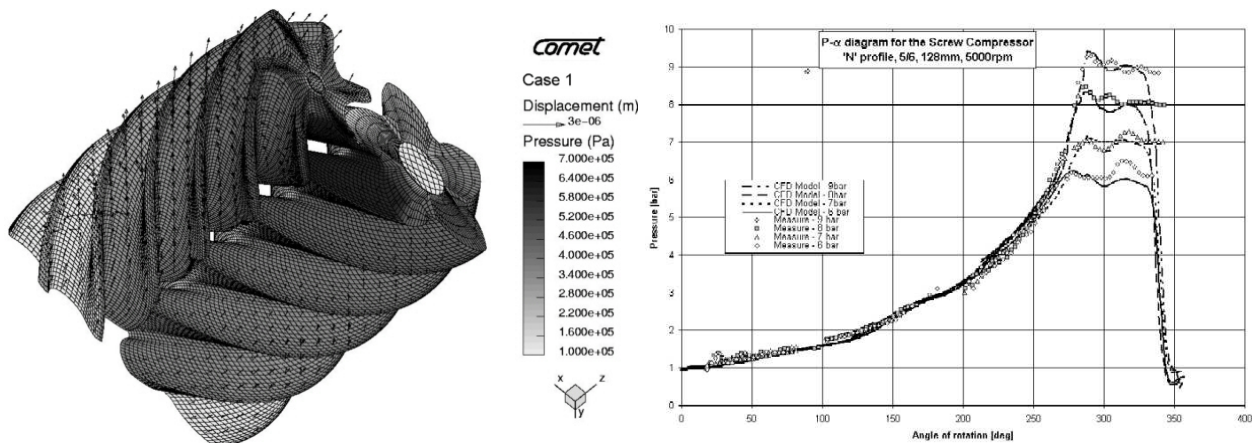 Comet
Case 1
Displacement (m)
3e-06
Pressure (Pa)
7.000e+05
6.400e+05
5.800e+05
5.200e+05
4.600e+05
4.000e+05
3.400e+05
2.800e+05
2.200e+05
1.600e+05
1.000e+05
x
z
y
P-α diagram for the Screw Compressor
'N' profile, 5/6, 128mm, 5000rpm
Pressure [bar]
10
9
8
7
6
5
4
3
2
1
0
CFD Model - 9bar
CFD Model - 8bar
CFD Model - 7bar
CFD Model - 6 bar
Measure - 9 bar
Measure - 8 bar
Measure - 7 bar
Measure - 6 bar
0
50
100
150
200
250
300
350
400
Angle of rotation [deg]